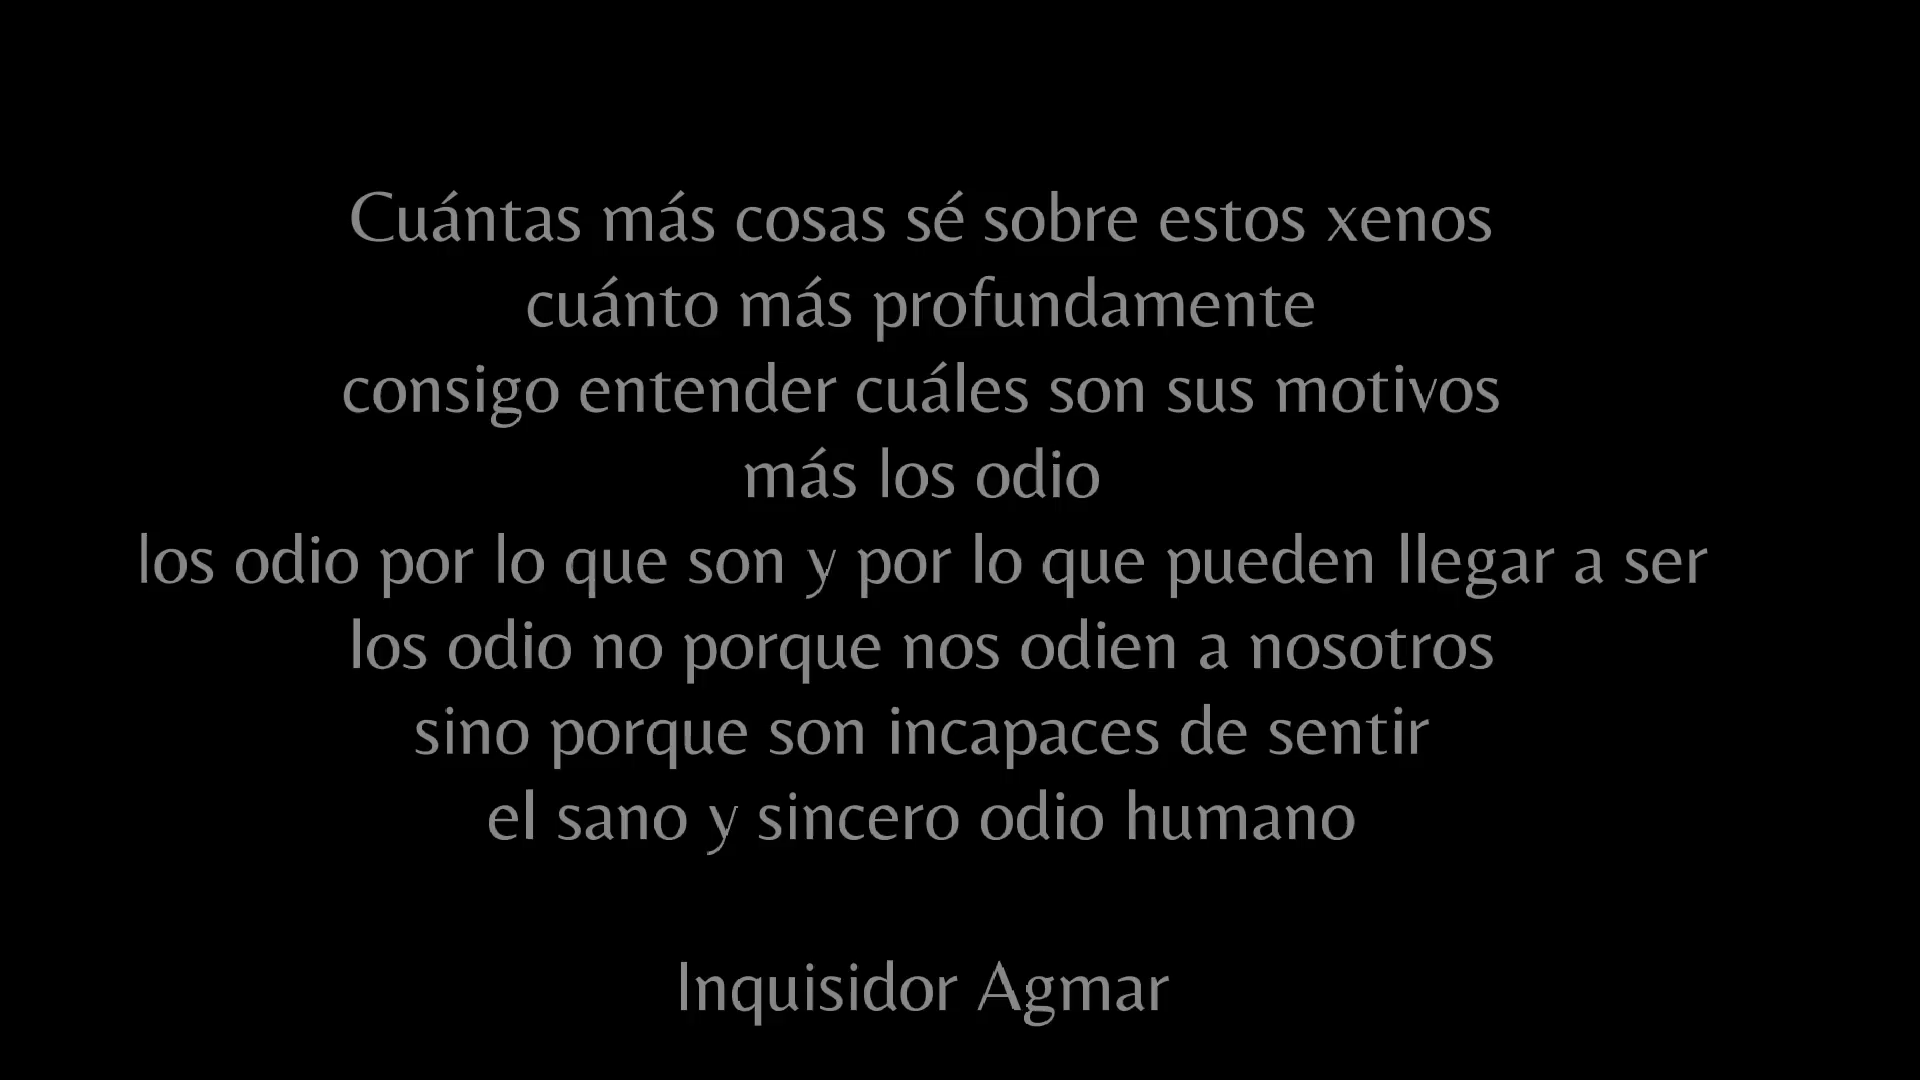 Cuántas más cosas sé sobre estos xenos
cuánto más profundamente
consigo entender cuáles son sus motivos
más los odio
los odio por lo que son y por lo que pueden llegar a ser
los odio no porque nos odien a nosotros
sino porque son incapaces de sentir
el sano y sincero odio humano
Inquisidor Agmar